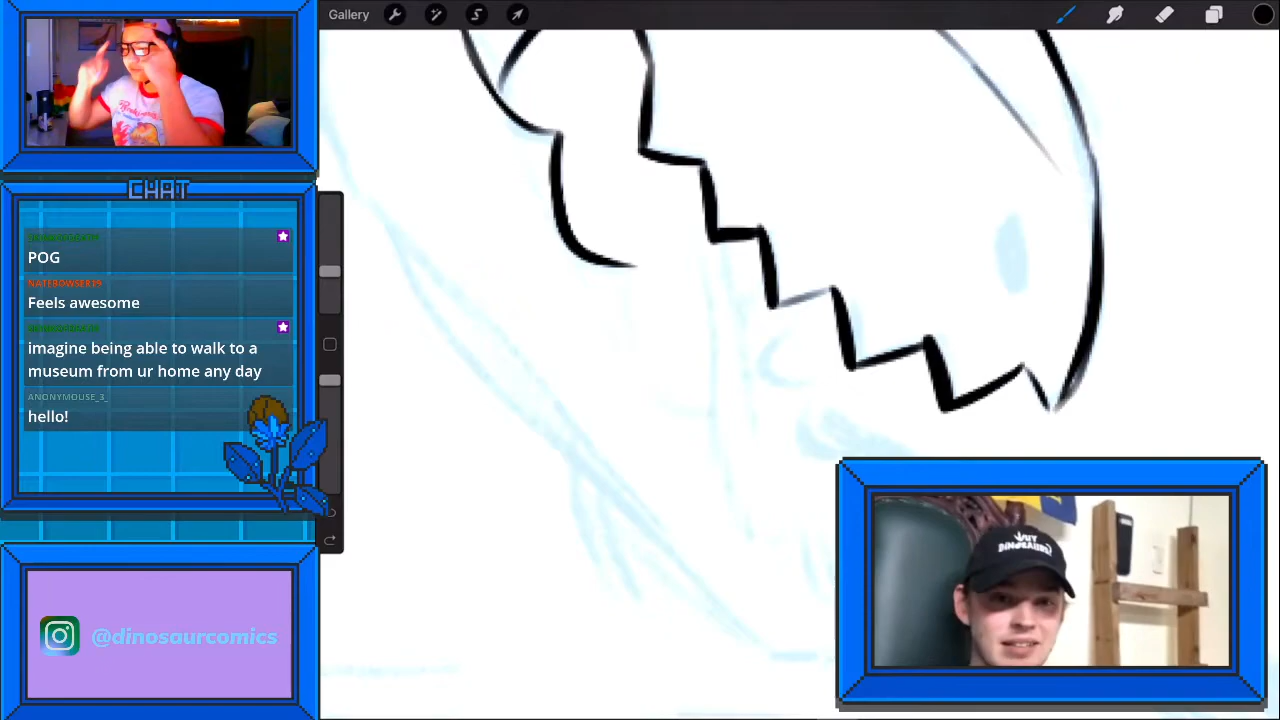 Gallery
CHAT
POG
NATEBOWSER19
Feels awesome
imagine being able to walk to a
museum from ur home any day
ANONYMOUSE_3_
hello!
@dinosaurcomics
DINOSAURS?